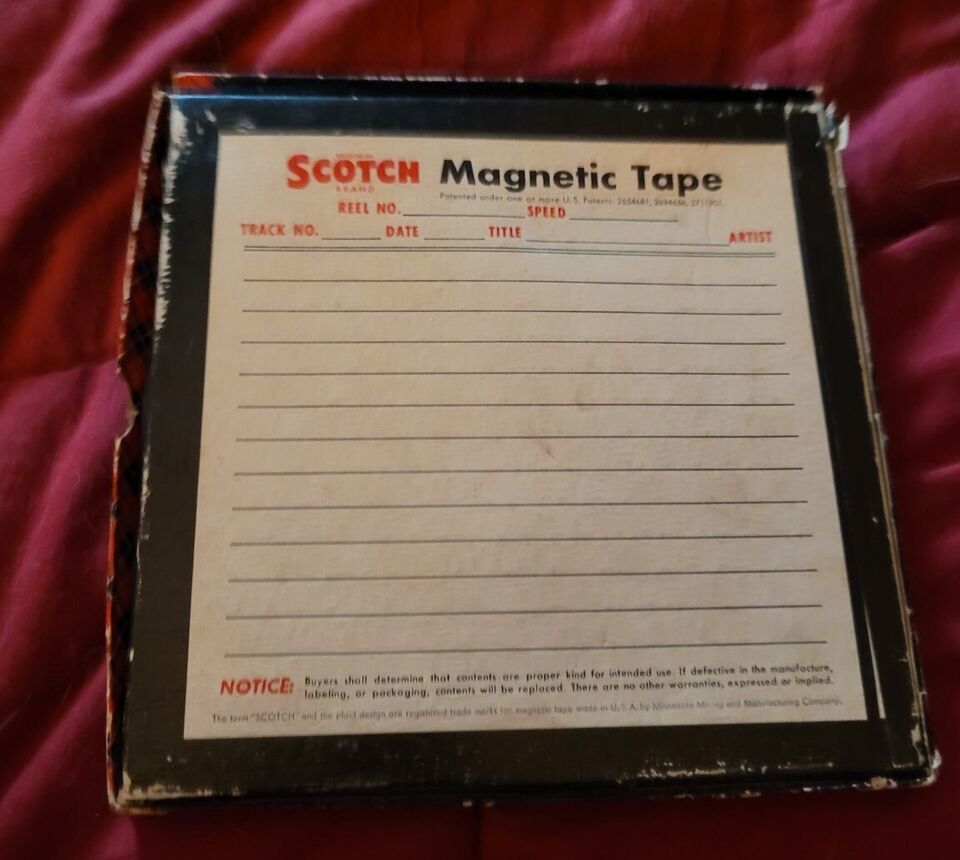 SCOTCH Magnetic Tape
BRAND
Patented under one or more U.S. Patents: 2654681, 2694656, 2711901.
REEL NO. SPEED
TRACK NO. DATE TITLE ARTIST
NOTICE: Buyers shall determine that contents are proper kind for intended use. If defective in the manufacture,
labeling, or packaging, contents will be replaced. There are no other warranties, expressed or implied.
The term "SCOTCH" and the plaid design are registered trade marks for magnetic tape made in U.S.A. by Minnesota Mining and Manufacturing Company.